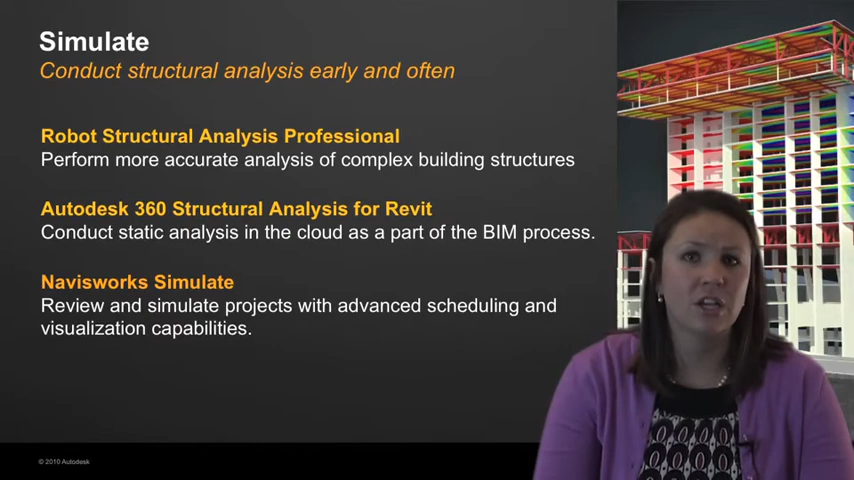 Simulate
Conduct structural analysis early and often
Robot Structural Analysis Professional
Perform more accurate analysis of complex building structures
Autodesk 360 Structural Analysis for Revit
Conduct static analysis in the cloud as a part of the BIM process.
Navisworks Simulate
Review and simulate projects with advanced scheduling and
visualization capabilities.
© 2010 Autodesk